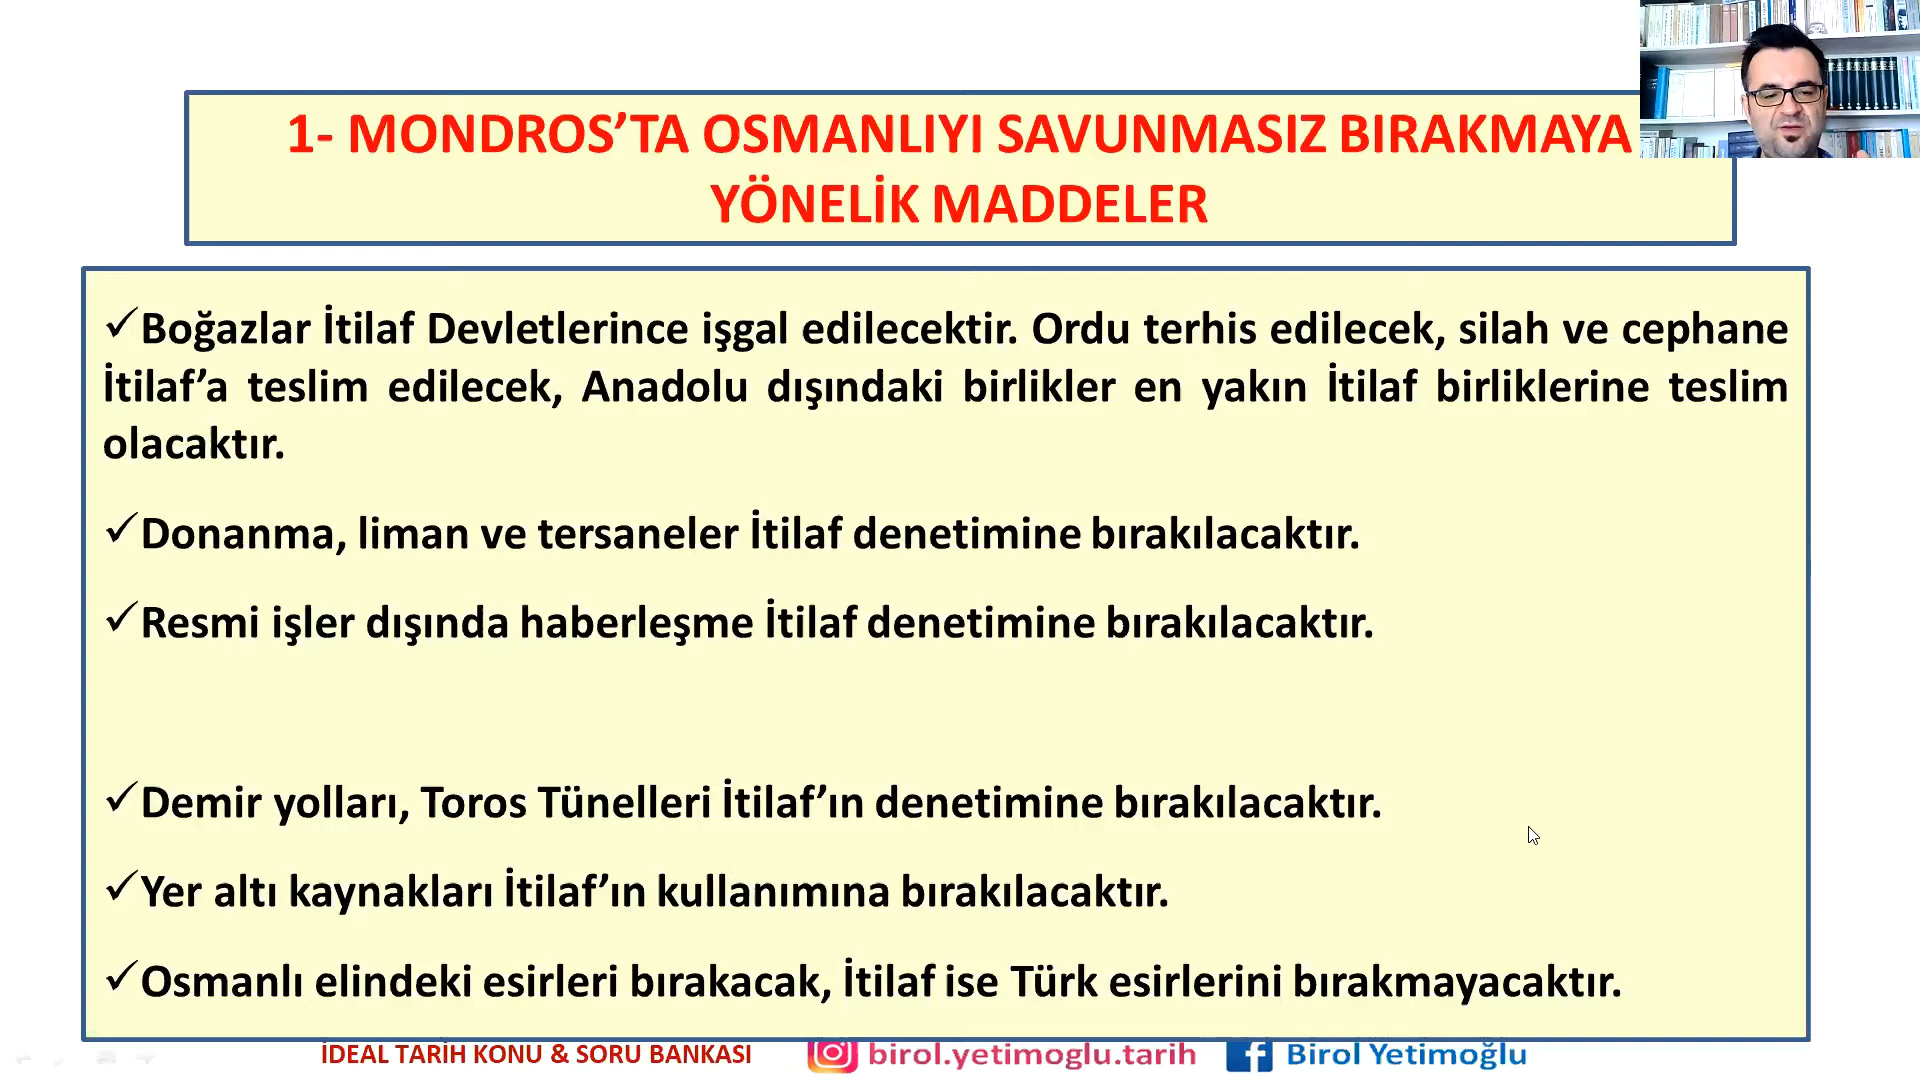 1- MONDROS’TA OSMANLIYI SAVUNMASIZ BIRAKMAYA
YÖNELİK MADDELER
✓Boğazlar İtilaf Devletlerince işgal edilecektir. Ordu terhis edilecek, silah ve cephane
İtilaf’a teslim edilecek, Anadolu dışındaki birlikler en yakın İtilaf birliklerine teslim
olacaktır.
✓Donanma, liman ve tersaneler İtilaf denetimine bırakılacaktır.
✓Resmi işler dışında haberleşme İtilaf denetimine bırakılacaktır.
✓Demir yolları, Toros Tünelleri İtilaf’ın denetimine bırakılacaktır.
✓Yer altı kaynakları İtilaf’ın kullanımına bırakılacaktır.
✓Osmanlı elindeki esirleri bırakacak, İtilaf ise Türk esirlerini bırakmayacaktır.
İDEAL TARİH KONU & SORU BANKASI birol.yetimoglu.tarih Birol Yetimoğlu